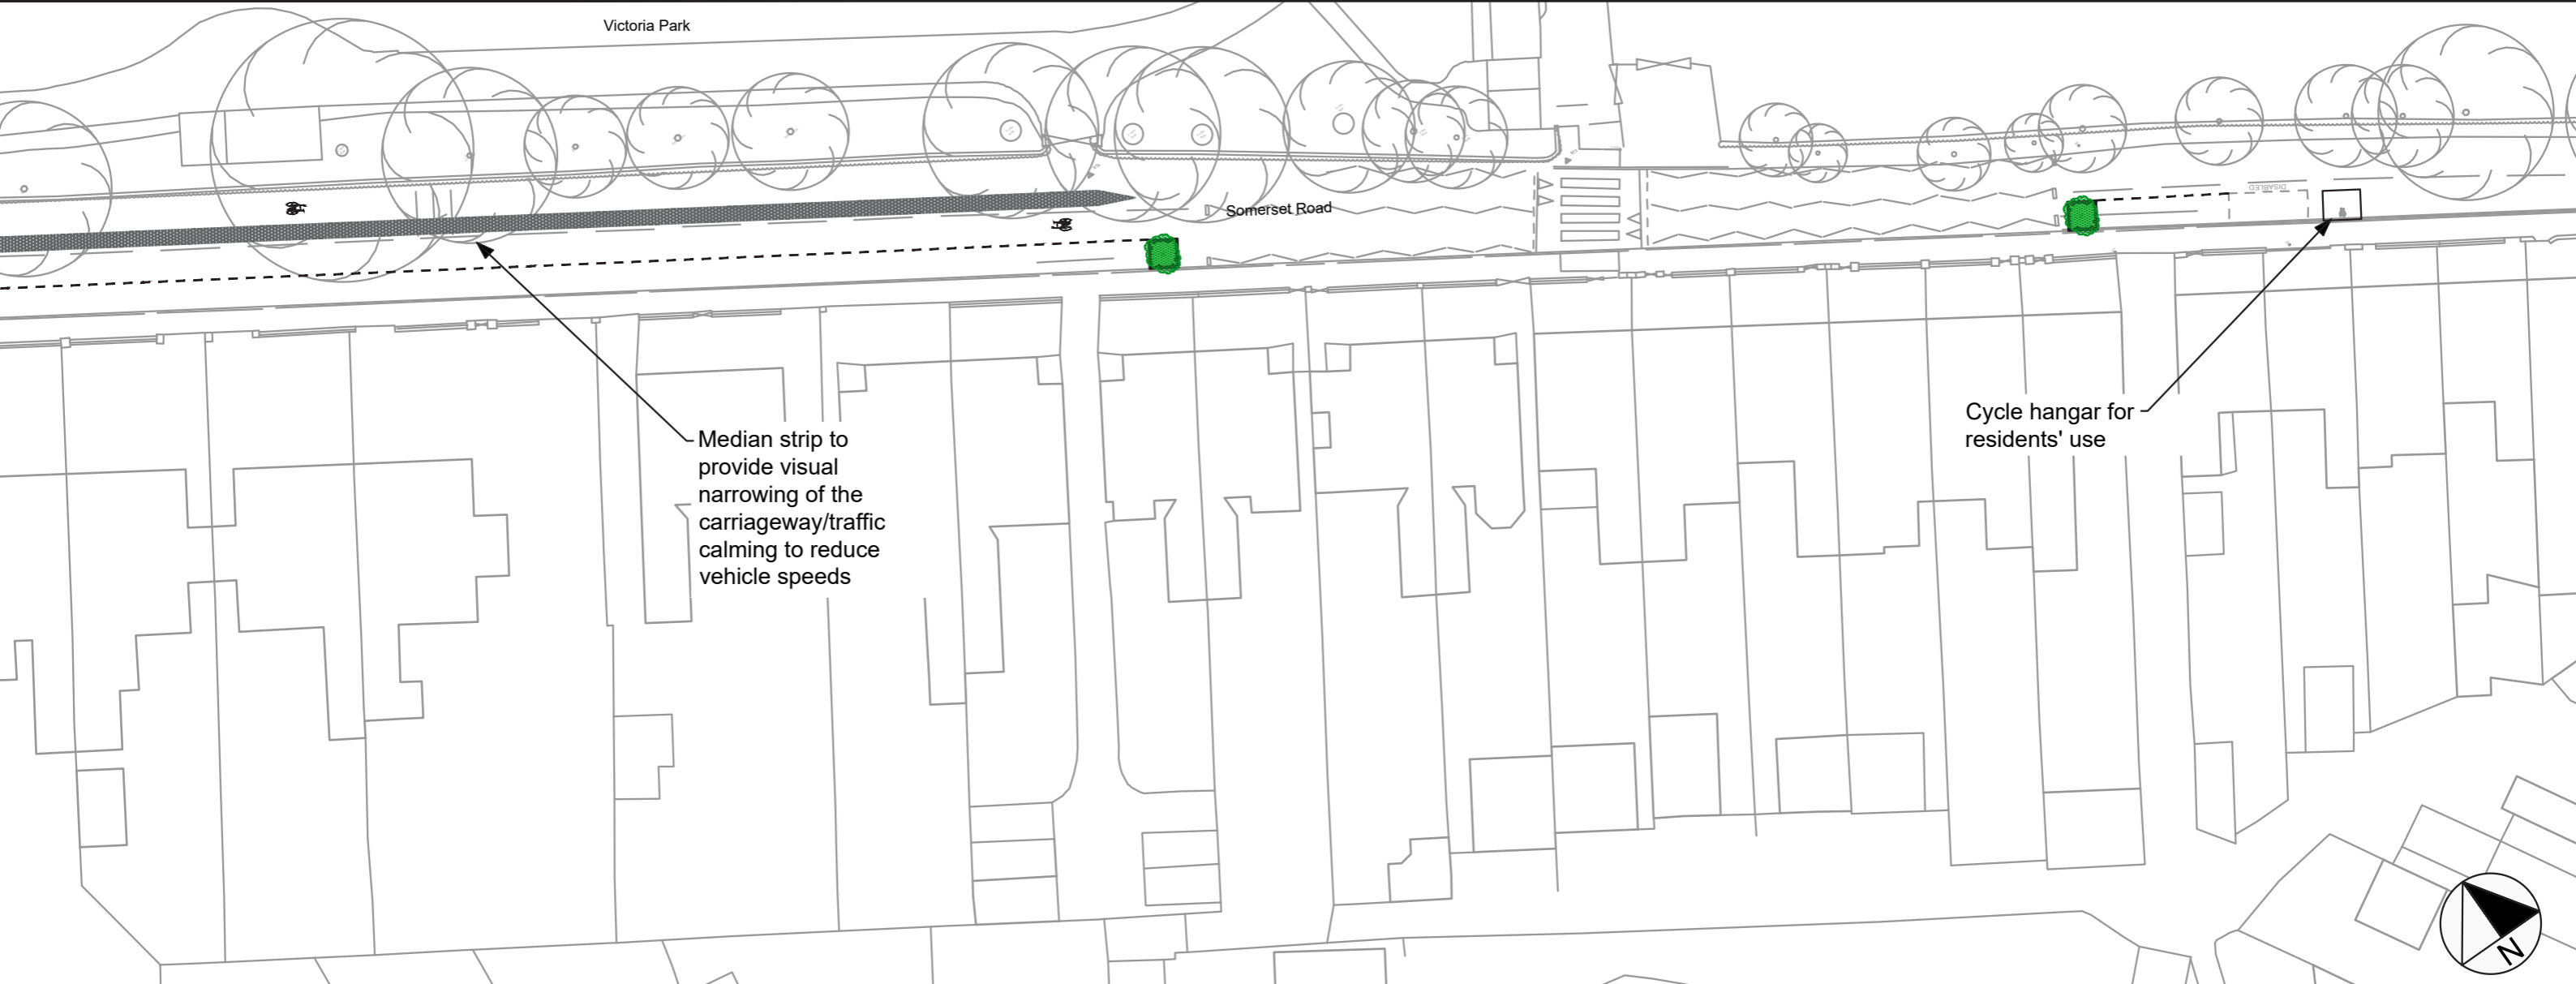 Victoria Park
DISABLED
Somerset Road
Cycle hangar for
residents' use
Median strip to
provide visual
narrowing of the
carriageway/traffic
calming to reduce
vehicle speeds
N